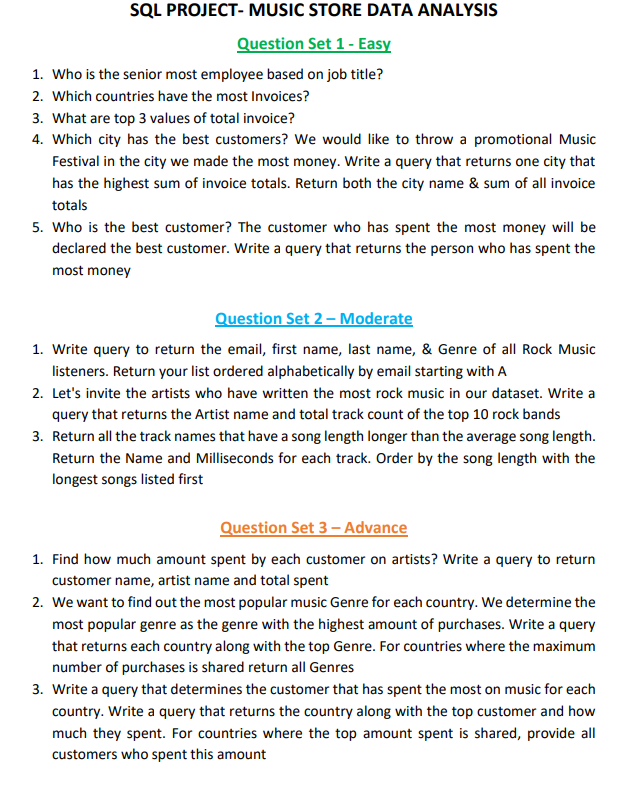 SQL PROJECT- MUSIC STORE DATA ANALYSIS
Question Set 1 - Easy
1. Who is the senior most employee based on job title?
2. Which countries have the most Invoices?
3. What are top 3 values of total invoice?
4. Which city has the best customers? We would like to throw a promotional Music
Festival in the city we made the most money. Write a query that returns one city that
has the highest sum of invoice totals. Return both the city name & sum of all invoice
totals
5. Who is the best customer? The customer who has spent the most money will be
declared the best customer. Write a query that returns the person who has spent the
most money
Question Set 2 – Moderate
1. Write query to return the email, first name, last name, & Genre of all Rock Music
listeners. Return your list ordered alphabetically by email starting with A
2. Let's invite the artists who have written the most rock music in our dataset. Write a
query that returns the Artist name and total track count of the top 10 rock bands
3. Return all the track names that have a song length longer than the average song length.
Return the Name and Milliseconds for each track. Order by the song length with the
longest songs listed first
Question Set 3 – Advance
1. Find how much amount spent by each customer on artists? Write a query to return
customer name, artist name and total spent
2. We want to find out the most popular music Genre for each country. We determine the
most popular genre as the genre with the highest amount of purchases. Write a query
that returns each country along with the top Genre. For countries where the maximum
number of purchases is shared return all Genres
3. Write a query that determines the customer that has spent the most on music for each
country. Write a query that returns the country along with the top customer and how
much they spent. For countries where the top amount spent is shared, provide all
customers who spent this amount